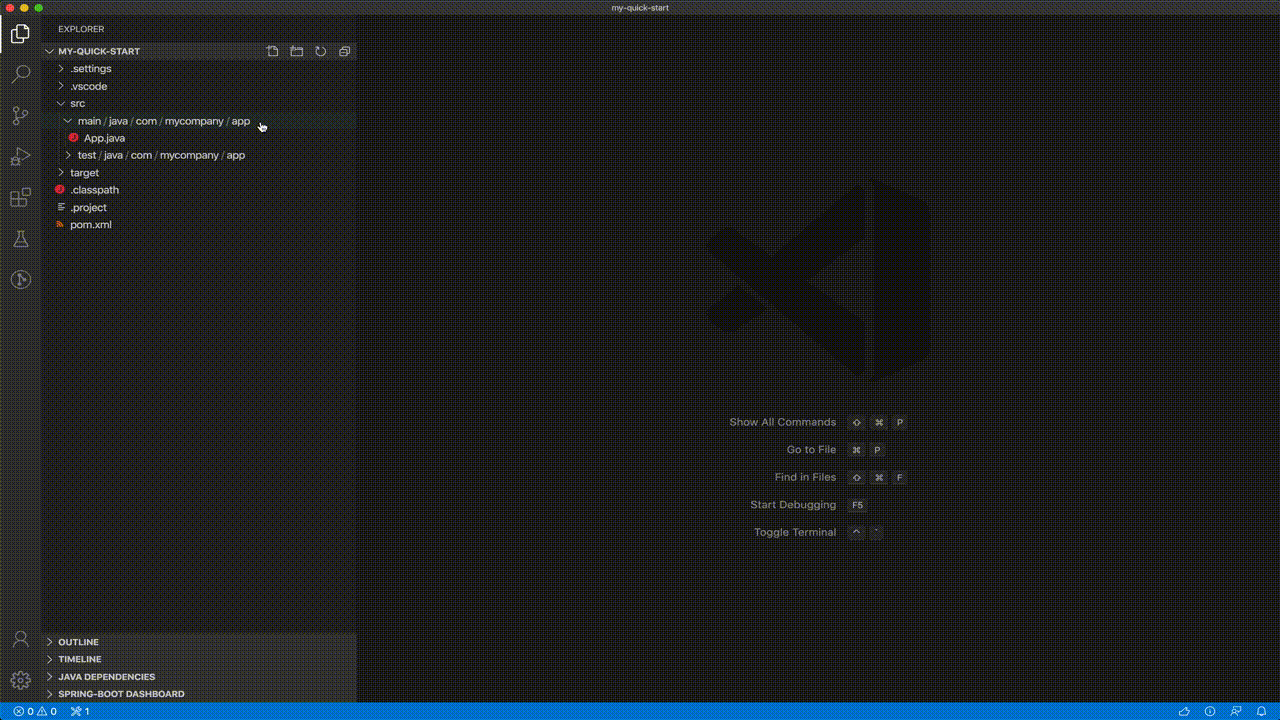 my-quick-start
EXPLORER
MY-QUICK-START
.settings
.vscode
src
main / java / com / mycompany / app
App.java
test / java / com / mycompany / app
target
.classpath
.project
pom.xml
Show All Commands ⇧ ⌘ P
Go to File ⌘ P
Find in Files ⇧ ⌘ F
Start Debugging F5
Toggle Terminal ^ `
OUTLINE
TIMELINE
JAVA DEPENDENCIES
SPRING-BOOT DASHBOARD
0 0 1